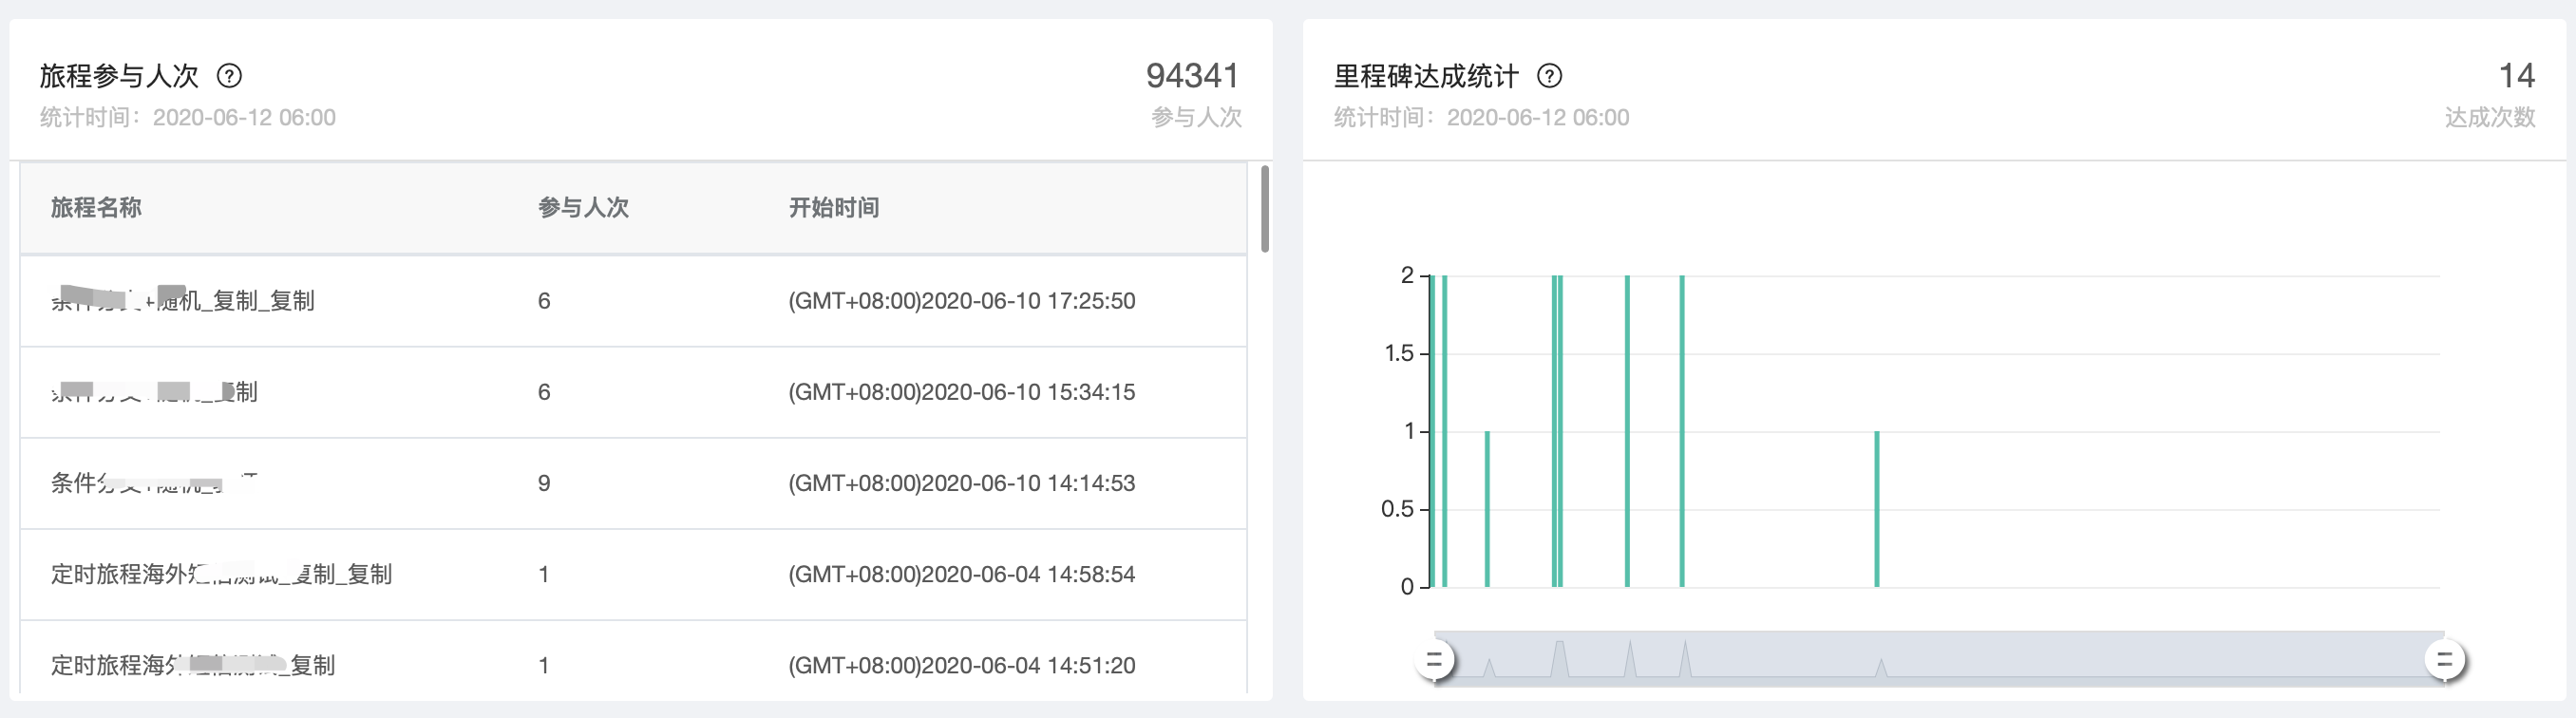 旅程参与人次
94341
统计时间：2020-06-12 06:00
参与人次
旅程名称 参与人次 开始时间
机_复制_复制 6 (GMT+08:00)2020-06-10 17:25:50
制 6 (GMT+08:00)2020-06-10 15:34:15
条件 9 (GMT+08:00)2020-06-10 14:14:53
定时旅程海外 _复制_复制 1 (GMT+08:00)2020-06-04 14:58:54
定时旅程海 _复制 1 (GMT+08:00)2020-06-04 14:51:20
里程碑达成统计
14
统计时间：2020-06-12 06:00
达成次数
2
1.5
1
0.5
0